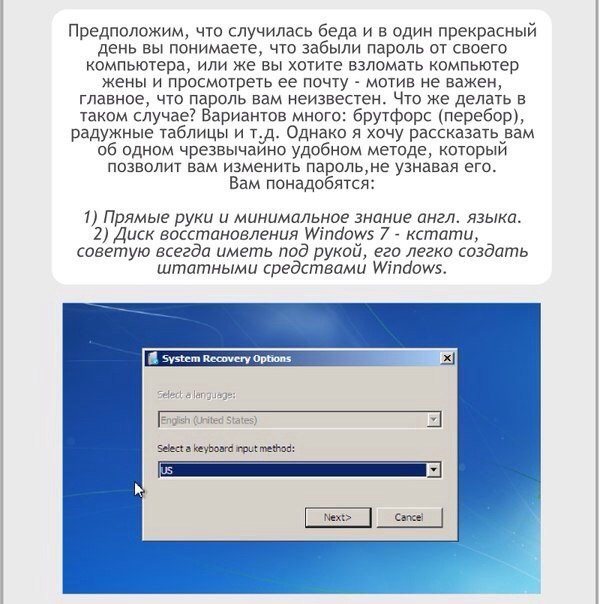 Предположим, что случилась беда и в один прекрасный
день вы понимаете, что забыли пароль от своего
компьютера, или же вы хотите взломать компьютер
жены и просмотреть ее почту - мотив не важен,
главное, что пароль вам неизвестен. Что же делать в
таком случае? Вариантов много: брутфорс (перебор),
радужные таблицы и т.д. Однако я хочу рассказать вам
об одном чрезвычайно удобном методе, который
позволит вам изменить пароль,не узнавая его.
Вам понадобятся:
1) Прямые руки и минимальное знание англ. языка.
2) Диск восстановления Windows 7 - кстати,
советую всегда иметь под рукой, его легко создать
штатными средствами Windows.
System Recovery Options
Select a language:
English (United States)
Select a keyboard input method:
US
Next> Cancel